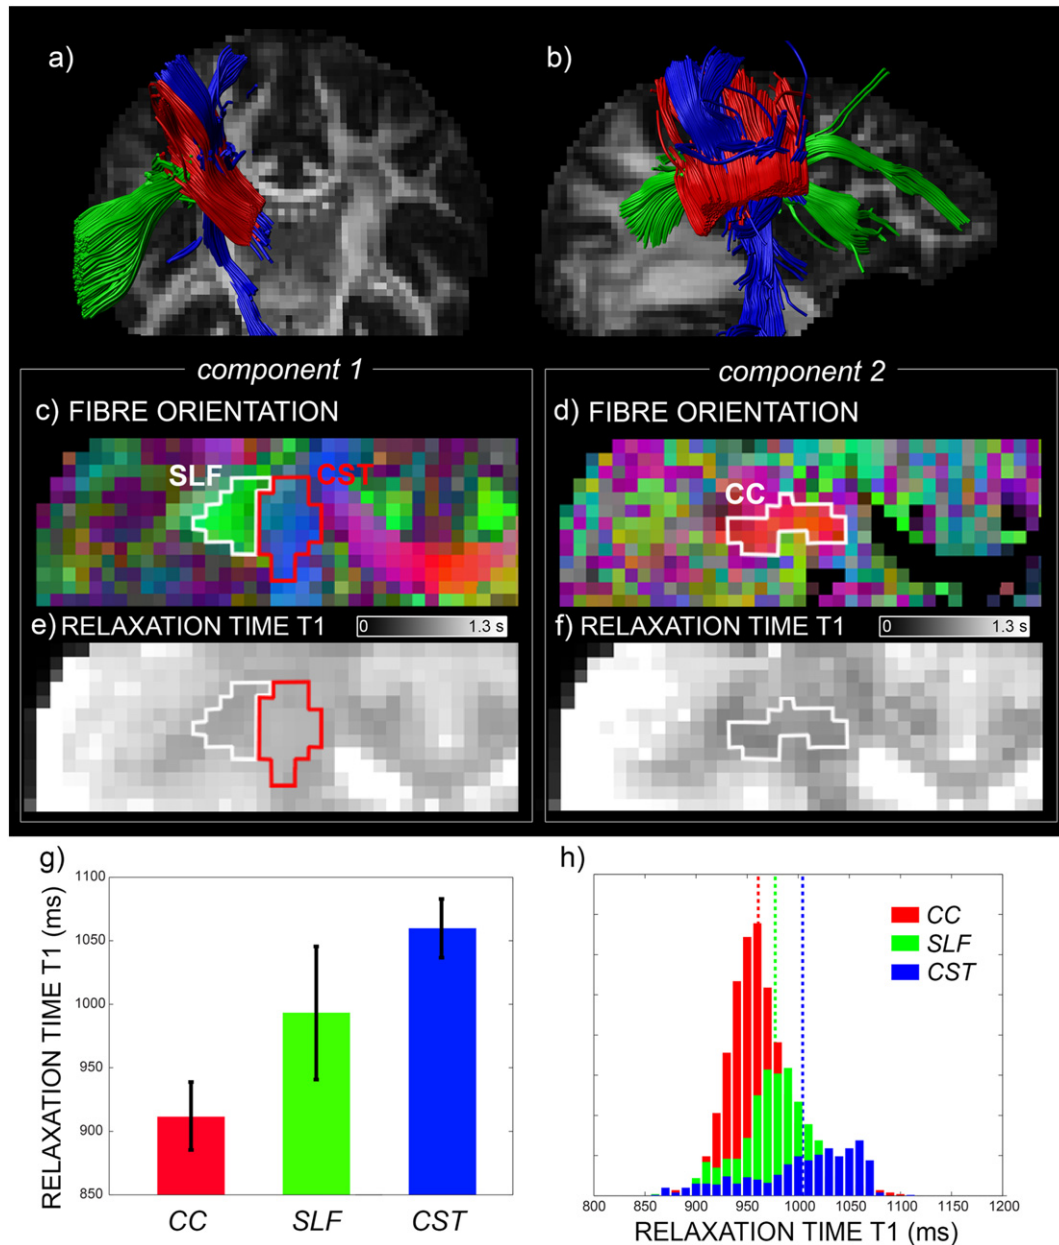 a)
b)
component 1
component 2
c) FIBRE ORIENTATION
d) FIBRE ORIENTATION
SLF
CST
CC
e) RELAXATION TIME T1
0
1.3 s
f) RELAXATION TIME T1
0
1.3 s
g)
RELAXATION TIME T1 (ms)
1100
1050
1000
950
900
850
CC
SLF
CST
h)
CC
SLF
CST
800
850
900
950
1000
1050
1100
1200
RELAXATION TIME T1 (ms)